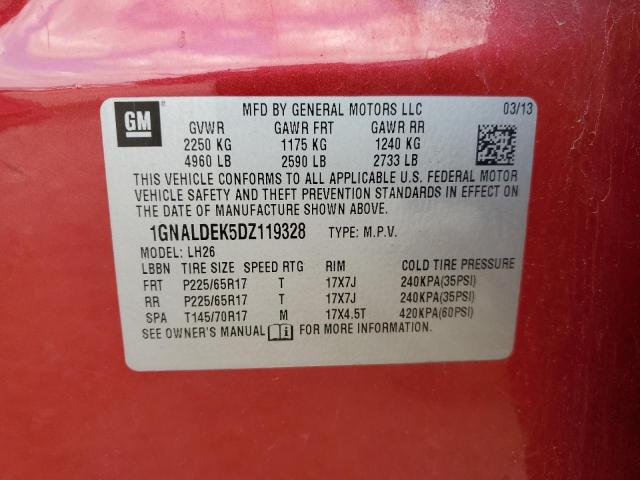 GM
MFD BY GENERAL MOTORS LLC 03/13
GVWR GAWR FRT GAWR RR
2250 KG 1175 KG 1240 KG
4960 LB 2590 LB 2733 LB
THIS VEHICLE CONFORMS TO ALL APPLICABLE U.S. FEDERAL MOTOR
VEHICLE SAFETY AND THEFT PREVENTION STANDARDS IN EFFECT ON
THE DATE OF MANUFACTURE SHOWN ABOVE.
1GNALDEK5DZ119328 TYPE: M.P.V.
MODEL: LH26
LBBN TIRE SIZE SPEED RTG RIM COLD TIRE PRESSURE
FRT P225/65R17 T 17X7J 240KPA(35PSI)
RR P225/65R17 T 17X7J 240KPA(35PSI)
SPA T145/70R17 M 17X4.5T 420KPA(60PSI)
SEE OWNER'S MANUAL FOR MORE INFORMATION.